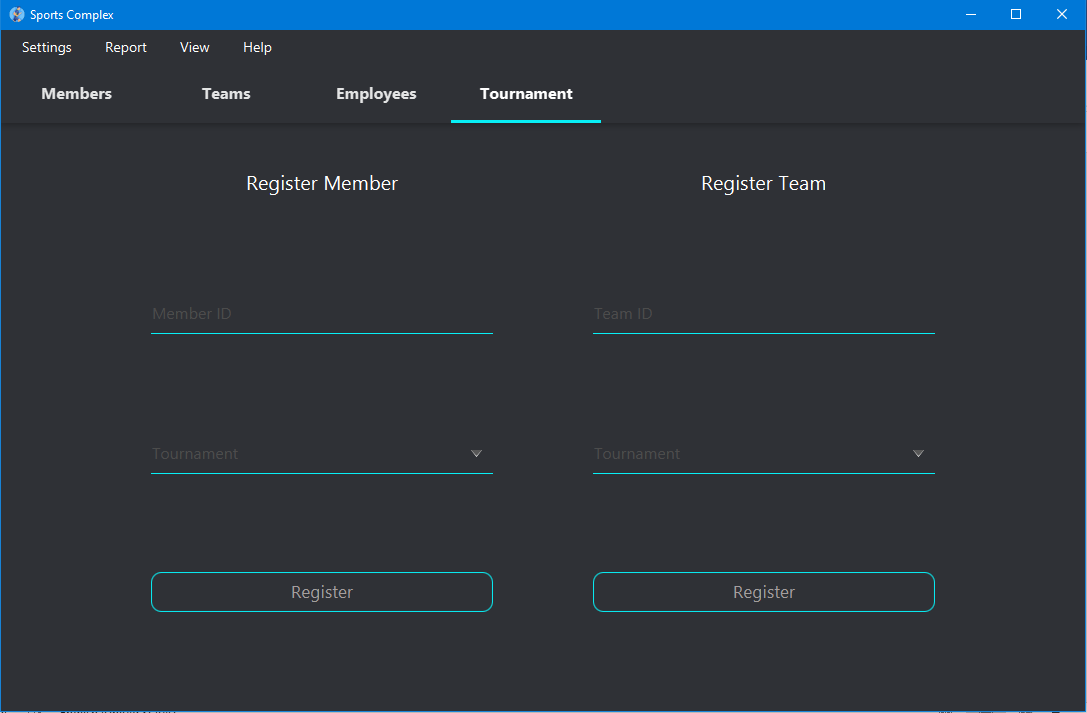 Sports Complex
Settings Report View Help
Members Teams Employees Tournament
Register Member
Register Team
Member ID
Team ID
Tournament
Tournament
Register
Register